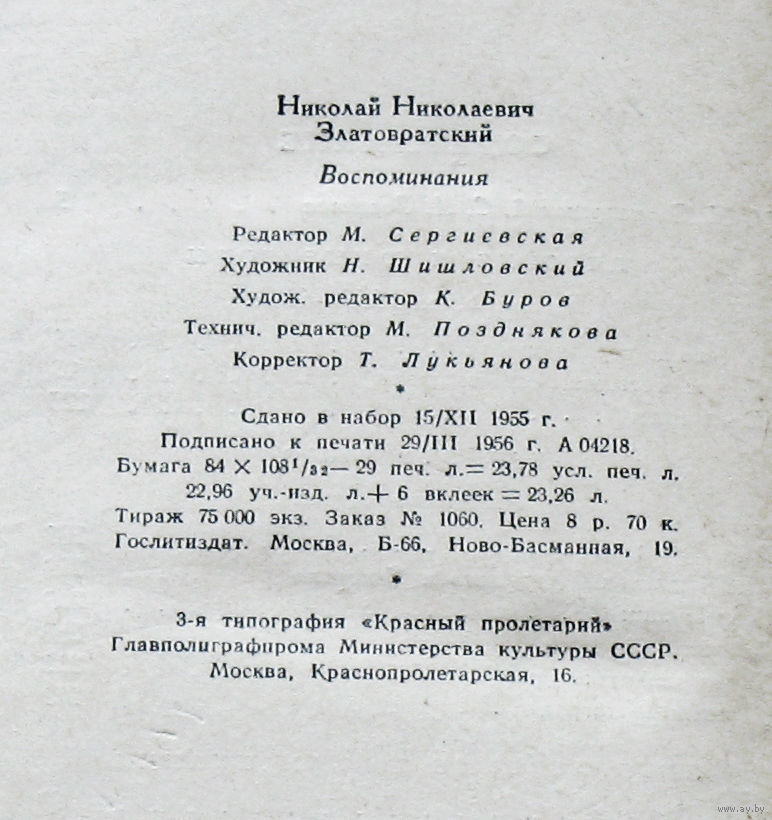 Николай Николаевич
Златовратский
Воспоминания
Редактор М. Сергиевская
Художник Н. Шишловский
Худож. редактор К. Буров
Технич. редактор М. Позднякова
Корректор Т. Лукьянова
*
Сдано в набор 15/XII 1955 г.
Подписано к печати 29/III 1956 г. А 04218.
Бумага 84 × 108¹/₃₂ — 29 печ. л. = 23,78 усл. печ. л.
22,96 уч.-изд. л. + 6 вклеек = 23,26 л.
Тираж 75 000 экз. Заказ № 1060. Цена 8 р. 70 к.
Гослитиздат. Москва, Б-66, Ново-Басманная, 19.
*
3-я типография «Красный пролетарий»
Главполиграфпрома Министерства культуры СССР.
Москва, Краснопролетарская, 16.
www.ay.by